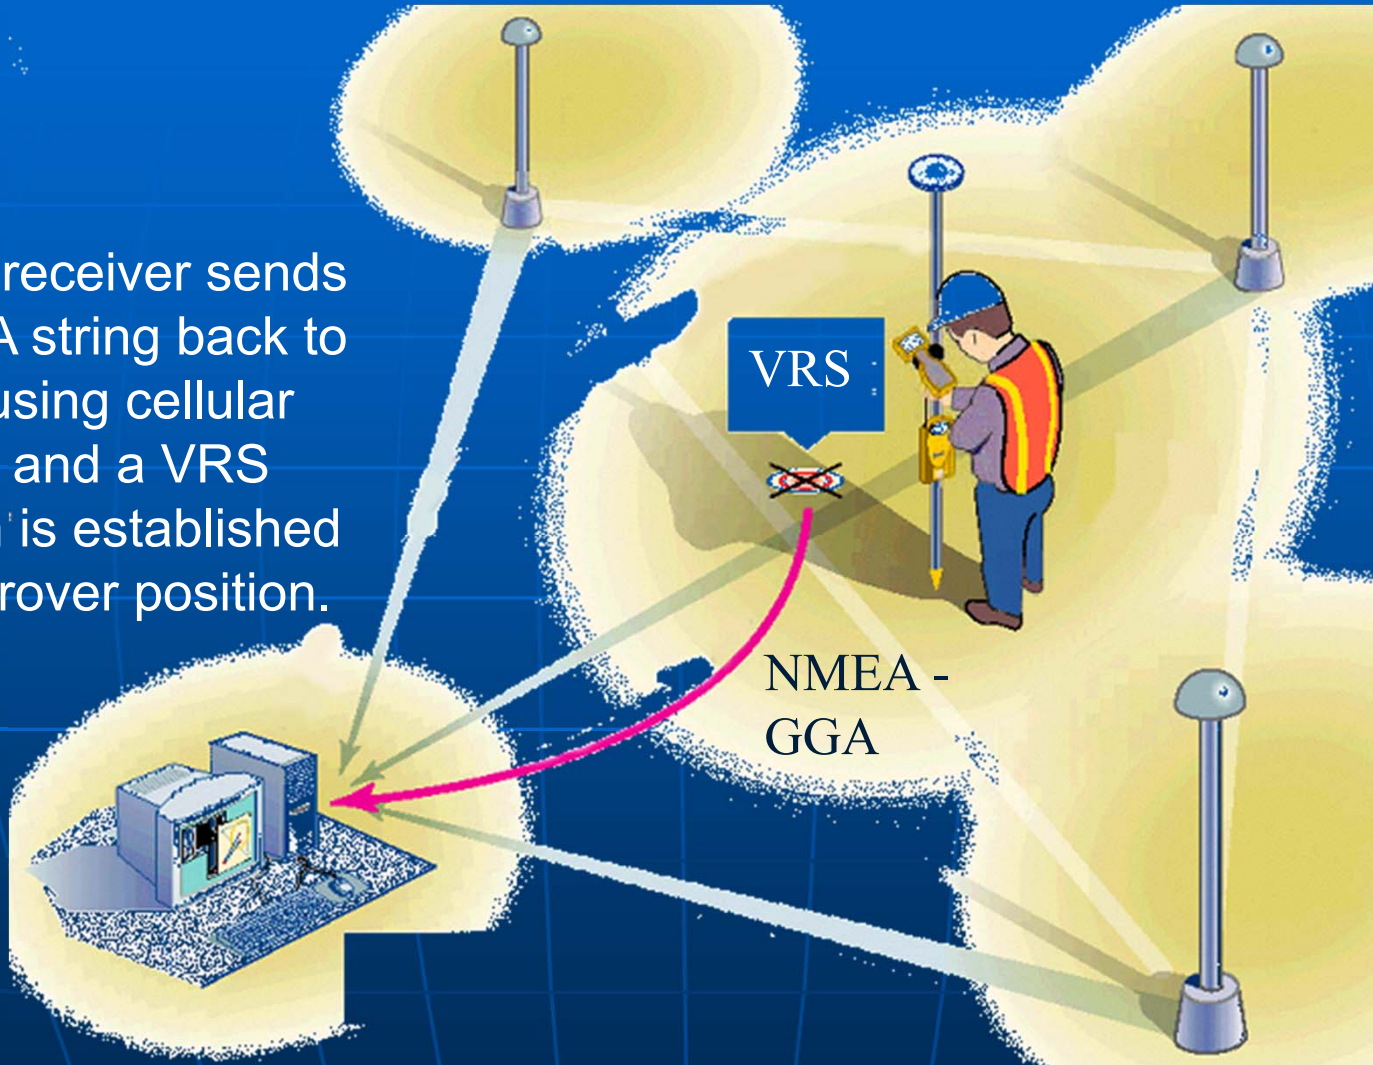 receiver sends
A string back to
using cellular
and a VRS
is established
rover position.
VRS
NMEA -
GGA